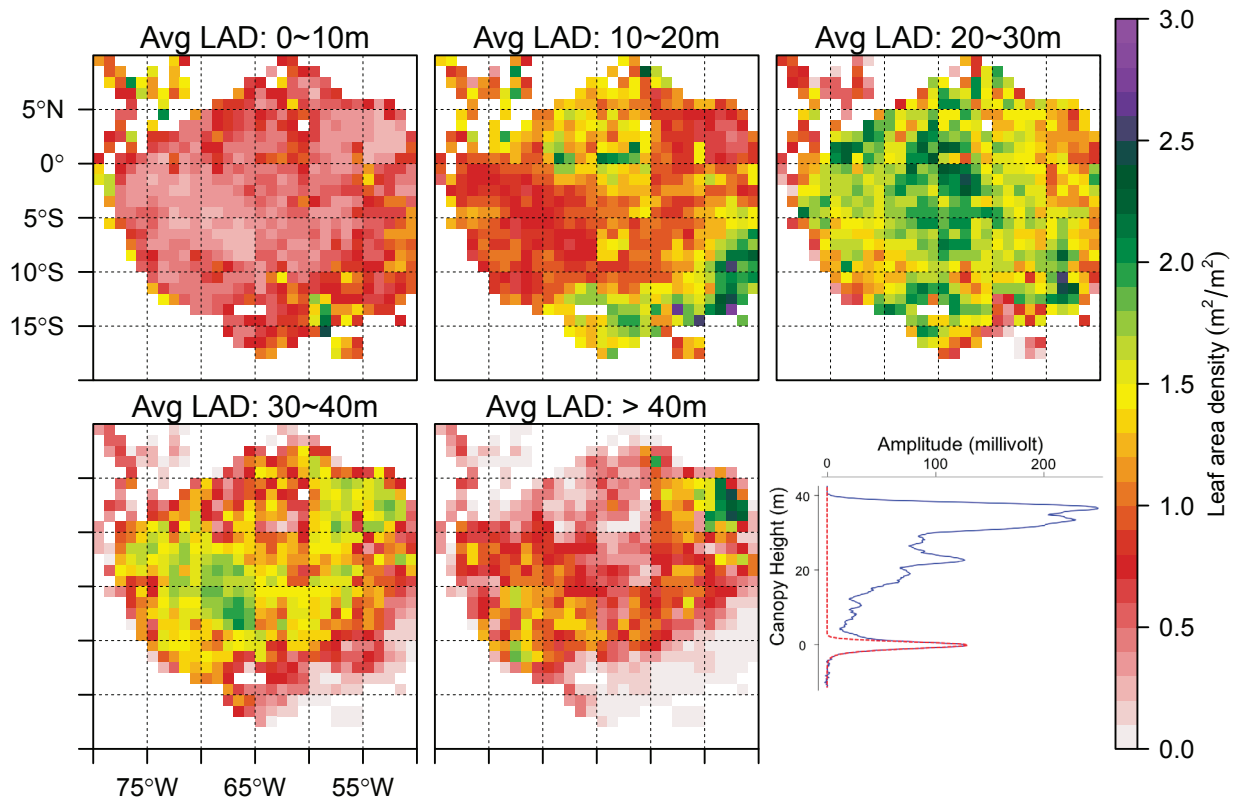 Avg LAD: 0~10m
Avg LAD: 10~20m
Avg LAD: 20~30m
5°N
0°
5°S
10°S
15°S
Avg LAD: 30~40m
Avg LAD: > 40m
75°W
65°W
55°W
Amplitude (millivolt)
0
100
200
Canopy Height (m)
40
20
0
3.0
2.5
2.0
1.5
1.0
0.5
0.0
Leaf area density (m²/m²)